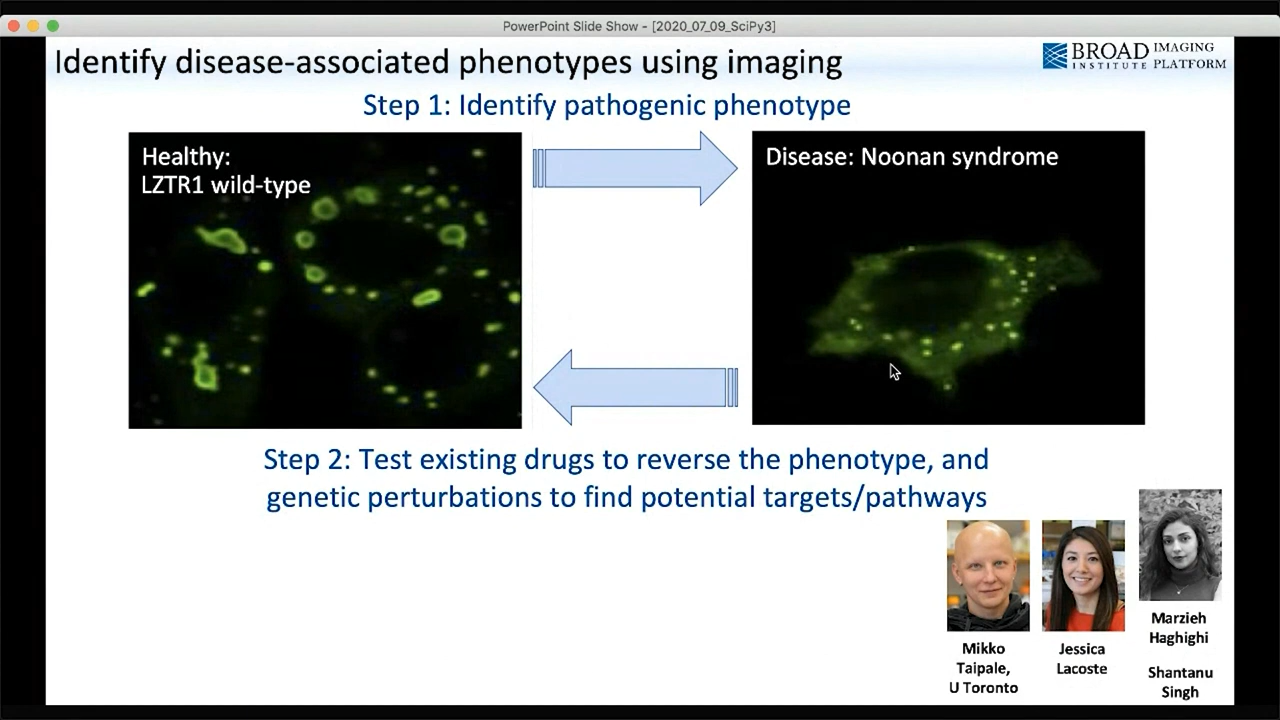 PowerPoint Slide Show - [2020_07_09_SciPy3]
Identify disease-associated phenotypes using imaging
BROAD INSTITUTE
IMAGING PLATFORM
Step 1: Identify pathogenic phenotype
Healthy:
LZTR1 wild-type
Disease: Noonan syndrome
Step 2: Test existing drugs to reverse the phenotype, and
genetic perturbations to find potential targets/pathways
Mikko
Taipale,
U Toronto
Jessica
Lacoste
Marzieh
Haghighi
Shantanu
Singh